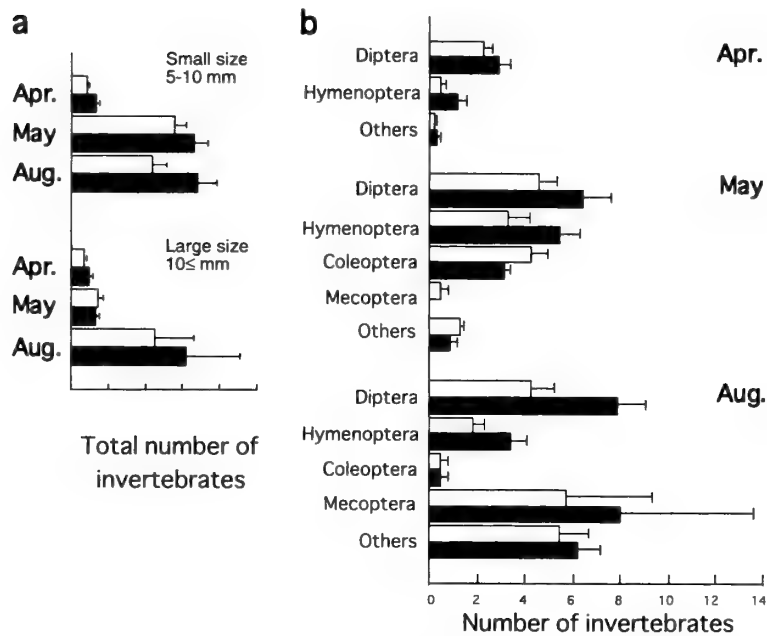 a
Small size
5-10 mm
Apr.
May
Aug.
Large size
10≤ mm
Apr.
May
Aug.
Total number of
invertebrates
b
Apr.
Diptera
Hymenoptera
Others
May
Diptera
Hymenoptera
Coleoptera
Mecoptera
Others
Aug.
Diptera
Hymenoptera
Coleoptera
Mecoptera
Others
0 2 4 6 8 10 12 14
Number of invertebrates